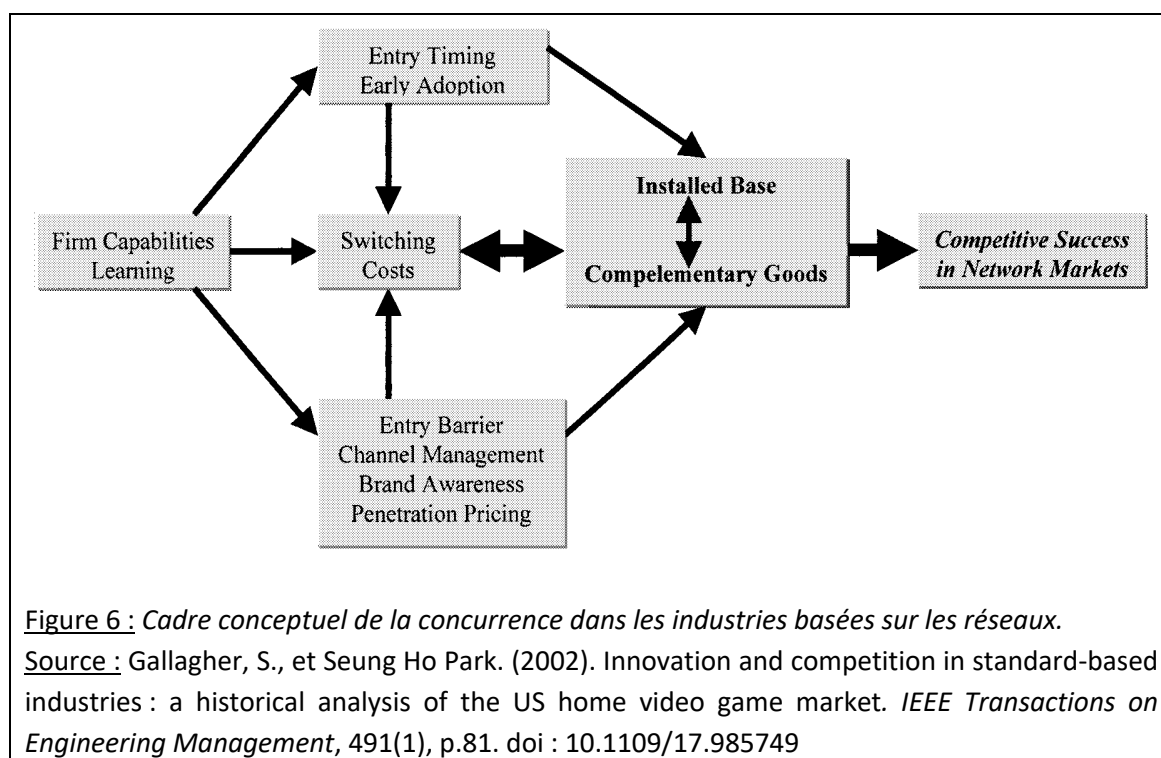 Entry Timing
Early Adoption
Installed Base
Firm Capabilities
Learning
Switching
Costs
Compelementary Goods
Competitive Success
in Network Markets
Entry Barrier
Channel Management
Brand Awareness
Penetration Pricing
Figure 6 : Cadre conceptuel de la concurrence dans les industries basées sur les réseaux.
Source : Gallagher, S., et Seung Ho Park. (2002). Innovation and competition in standard-based
industries : a historical analysis of the US home video game market. IEEE Transactions on
Engineering Management, 491(1), p.81. doi : 10.1109/17.985749